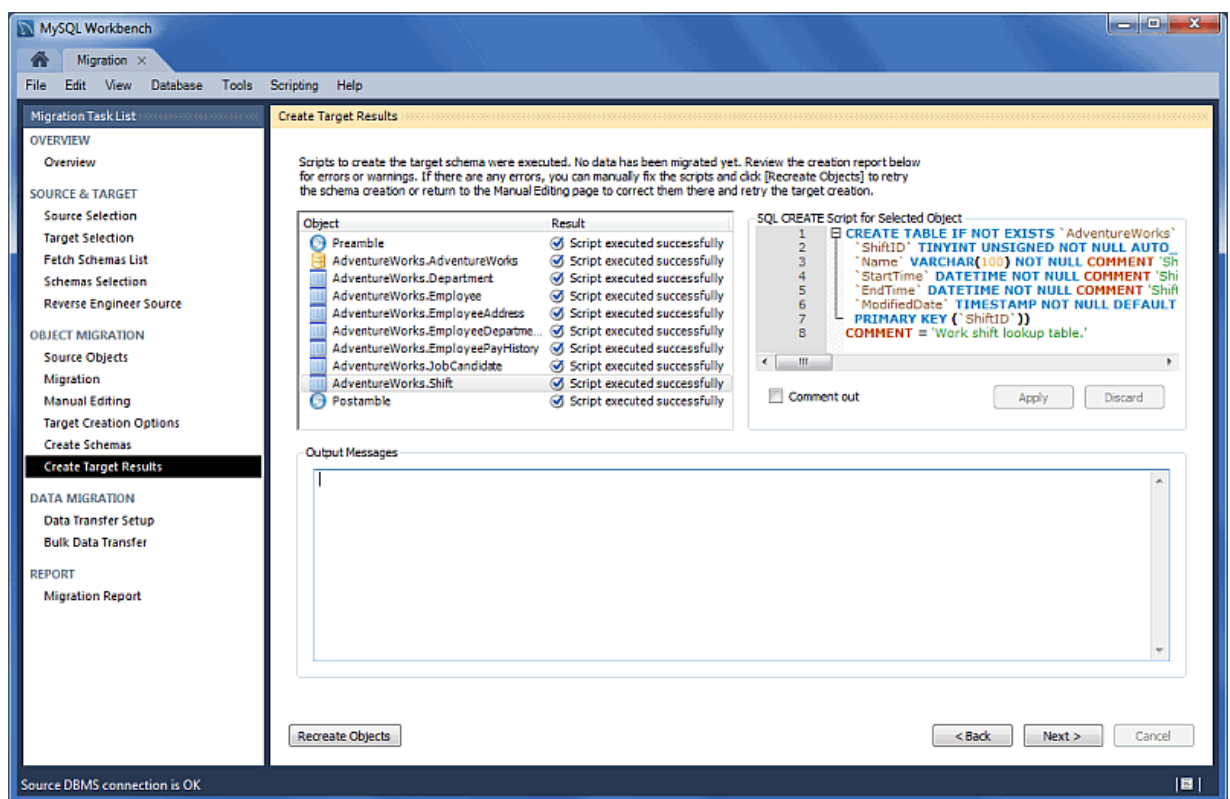 MySQL Workbench
Migration
File Edit View Database Tools Scripting Help
Migration Task List
OVERVIEW
Overview
SOURCE & TARGET
Source Selection
Target Selection
Fetch Schemas List
Schemas Selection
Reverse Engineer Source
OBJECT MIGRATION
Source Objects
Migration
Manual Editing
Target Creation Options
Create Schemas
Create Target Results
DATA MIGRATION
Data Transfer Setup
Bulk Data Transfer
REPORT
Migration Report
Create Target Results
Scripts to create the target schema were executed. No data has been migrated yet. Review the creation report below
for errors or warnings. If there are any errors, you can manually fix the scripts and click [Recreate Objects] to retry
the schema creation or return to the Manual Editing page to correct them there and retry the target creation.
Object Result
Preamble Script executed successfully
AdventureWorks.AdventureWorks Script executed successfully
AdventureWorks.Department Script executed successfully
AdventureWorks.Employee Script executed successfully
AdventureWorks.EmployeeAddress Script executed successfully
AdventureWorks.EmployeeDepartme... Script executed successfully
AdventureWorks.EmployeePayHistory Script executed successfully
AdventureWorks.JobCandidate Script executed successfully
AdventureWorks.Shift Script executed successfully
Postamble Script executed successfully
SQL CREATE Script for Selected Object
1 CREATE TABLE IF NOT EXISTS `AdventureWorks`
2 `ShiftID` TINYINT UNSIGNED NOT NULL AUTO_
3 `Name` VARCHAR(100) NOT NULL COMMENT 'Sh
4 `StartTime` DATETIME NOT NULL COMMENT 'Shi
5 `EndTime` DATETIME NOT NULL COMMENT 'Shift
6 `ModifiedDate` TIMESTAMP NOT NULL DEFAULT
7 PRIMARY KEY (`ShiftID`))
8 COMMENT = 'Work shift lookup table.'
Comment out Apply Discard
Output Messages
Recreate Objects < Back Next > Cancel
Source DBMS connection is OK